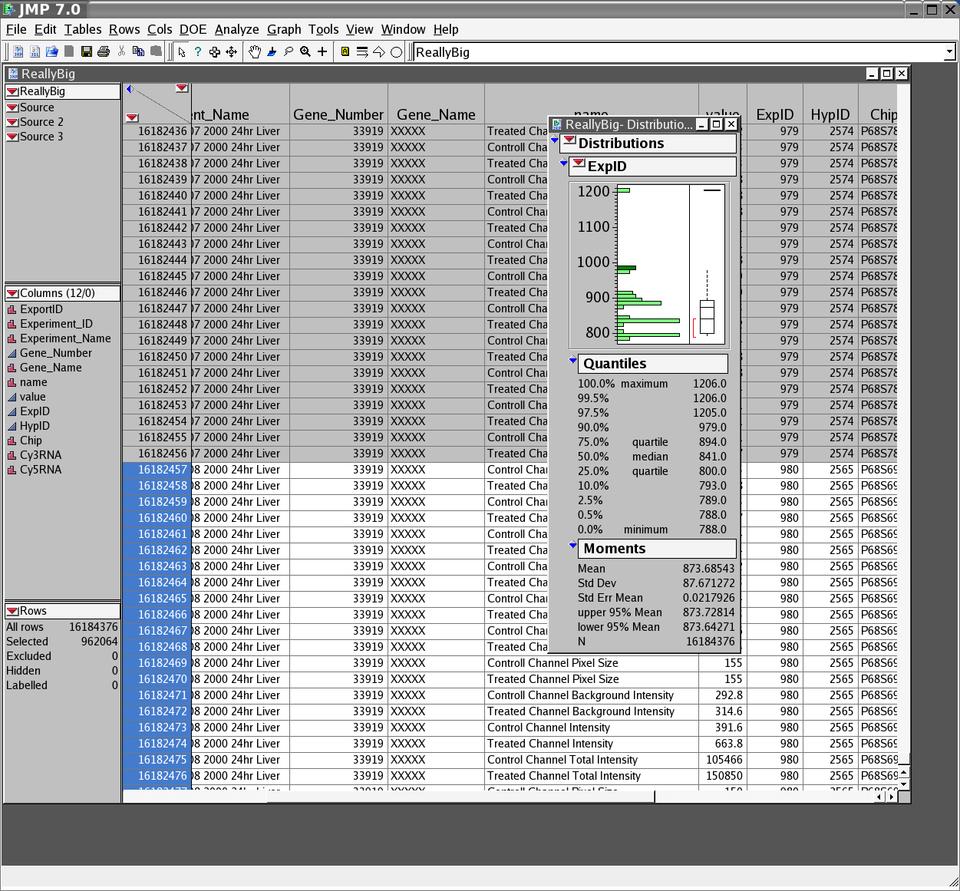 JMP 7.0
File Edit Tables Rows Cols DOE Analyze Graph Tools View Window Help
ReallyBig
ReallyBig
ReallyBig
Source
Source 2
Source 3
Columns (12/0)
ExportID
Experiment_ID
Experiment_Name
Gene_Number
Gene_Name
name
value
ExpID
HypID
Chip
Cy3RNA
Cy5RNA
Rows
All rows 16184376
Selected 962064
Excluded 0
Hidden 0
Labelled 0
nt_Name Gene_Number Gene_Name name value ExpID HypID Chip
16182436 07 2000 24hr Liver 33919 XXXXX Treated Cha 979 2574 P68S78
16182437 07 2000 24hr Liver 33919 XXXXX Controll Cha 979 2574 P68S78
16182438 07 2000 24hr Liver 33919 XXXXX Treated Cha 979 2574 P68S78
16182439 07 2000 24hr Liver 33919 XXXXX Controll Cha 979 2574 P68S78
16182440 07 2000 24hr Liver 33919 XXXXX Treated Cha 979 2574 P68S78
16182441 07 2000 24hr Liver 33919 XXXXX Control Cha 979 2574 P68S78
16182442 07 2000 24hr Liver 33919 XXXXX Treated Cha 979 2574 P68S78
16182443 07 2000 24hr Liver 33919 XXXXX Control Cha 979 2574 P68S78
16182444 07 2000 24hr Liver 33919 XXXXX Treated Cha 979 2574 P68S78
16182445 07 2000 24hr Liver 33919 XXXXX Controll Cha 979 2574 P68S78
16182446 07 2000 24hr Liver 33919 XXXXX Treated Cha 979 2574 P68S78
16182447 07 2000 24hr Liver 33919 XXXXX Controll Cha 979 2574 P68S78
16182448 07 2000 24hr Liver 33919 XXXXX Treated Cha 979 2574 P68S78
16182449 07 2000 24hr Liver 33919 XXXXX Control Cha 979 2574 P68S78
16182450 07 2000 24hr Liver 33919 XXXXX Treated Cha 979 2574 P68S78
16182451 07 2000 24hr Liver 33919 XXXXX Control Cha 979 2574 P68S78
16182452 07 2000 24hr Liver 33919 XXXXX Treated Cha 979 2574 P68S78
16182453 07 2000 24hr Liver 33919 XXXXX Controll Cha 979 2574 P68S78
16182454 07 2000 24hr Liver 33919 XXXXX Treated Cha 979 2574 P68S78
16182455 07 2000 24hr Liver 33919 XXXXX Controll Cha 979 2574 P68S78
16182456 07 2000 24hr Liver 33919 XXXXX Treated Cha 979 2574 P68S78
16182457 08 2000 24hr Liver 33919 XXXXX Control Cha 980 2565 P68S69
16182458 08 2000 24hr Liver 33919 XXXXX Treated Cha 980 2565 P68S69
16182459 08 2000 24hr Liver 33919 XXXXX Control Cha 980 2565 P68S69
16182460 08 2000 24hr Liver 33919 XXXXX Treated Cha 980 2565 P68S69
16182461 08 2000 24hr Liver 33919 XXXXX Controll Cha 980 2565 P68S69
16182462 08 2000 24hr Liver 33919 XXXXX Treated Cha 980 2565 P68S69
16182463 08 2000 24hr Liver 33919 XXXXX Controll Cha 980 2565 P68S69
16182464 08 2000 24hr Liver 33919 XXXXX Treated Cha 980 2565 P68S69
16182465 08 2000 24hr Liver 33919 XXXXX Control Cha 980 2565 P68S69
16182466 08 2000 24hr Liver 33919 XXXXX Treated Cha 980 2565 P68S69
16182467 08 2000 24hr Liver 33919 XXXXX Control Cha 980 2565 P68S69
16182468 08 2000 24hr Liver 33919 XXXXX Treated Cha 980 2565 P68S69
16182469 08 2000 24hr Liver 33919 XXXXX Controll Channel Pixel Size 155 980 2565 P68S69
16182470 08 2000 24hr Liver 33919 XXXXX Treated Channel Pixel Size 155 980 2565 P68S69
16182471 08 2000 24hr Liver 33919 XXXXX Controll Channel Background Intensity 292.8 980 2565 P68S69
16182472 08 2000 24hr Liver 33919 XXXXX Treated Channel Background Intensity 314.6 980 2565 P68S69
16182473 08 2000 24hr Liver 33919 XXXXX Control Channel Intensity 391.6 980 2565 P68S69
16182474 08 2000 24hr Liver 33919 XXXXX Treated Channel Intensity 663.8 980 2565 P68S69
16182475 08 2000 24hr Liver 33919 XXXXX Control Channel Total Intensity 105466 980 2565 P68S69
16182476 08 2000 24hr Liver 33919 XXXXX Treated Channel Total Intensity 150850 980 2565 P68S69
ReallyBig- Distributio...
Distributions
ExpID
1200
1100
1000
900
800
Quantiles
100.0% maximum 1206.0
99.5% 1206.0
97.5% 1205.0
90.0% 979.0
75.0% quartile 894.0
50.0% median 841.0
25.0% quartile 800.0
10.0% 793.0
2.5% 789.0
0.5% 788.0
0.0% minimum 788.0
Moments
Mean 873.68543
Std Dev 87.671272
Std Err Mean 0.0217926
upper 95% Mean 873.72814
lower 95% Mean 873.64271
N 16184376